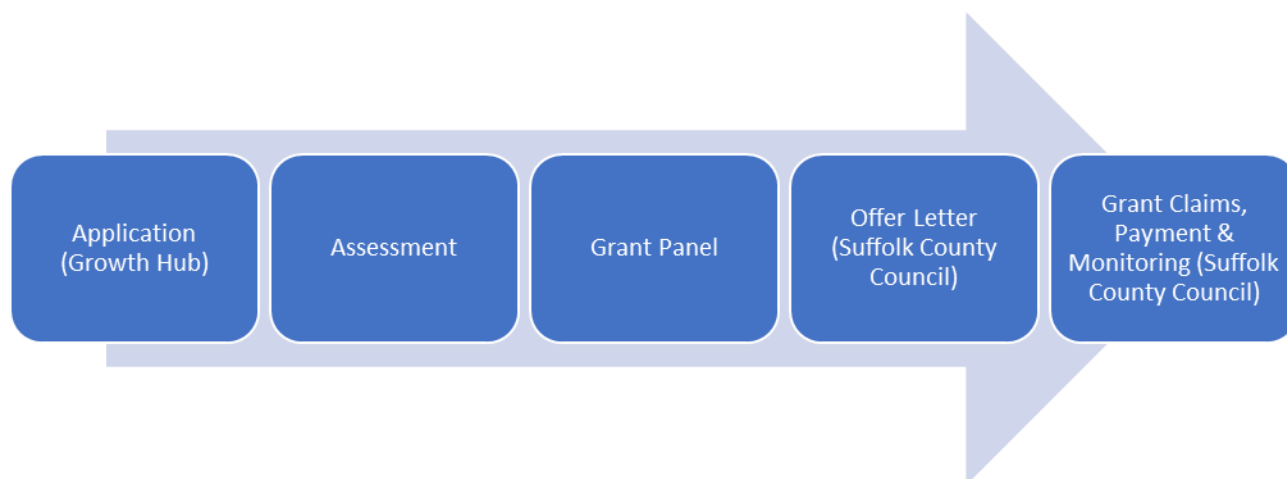 Application
(Growth Hub)
Assessment
Grant Panel
Offer Letter
(Suffolk County
Council)
Grant Claims,
Payment &
Monitoring (Suffolk
County Council)